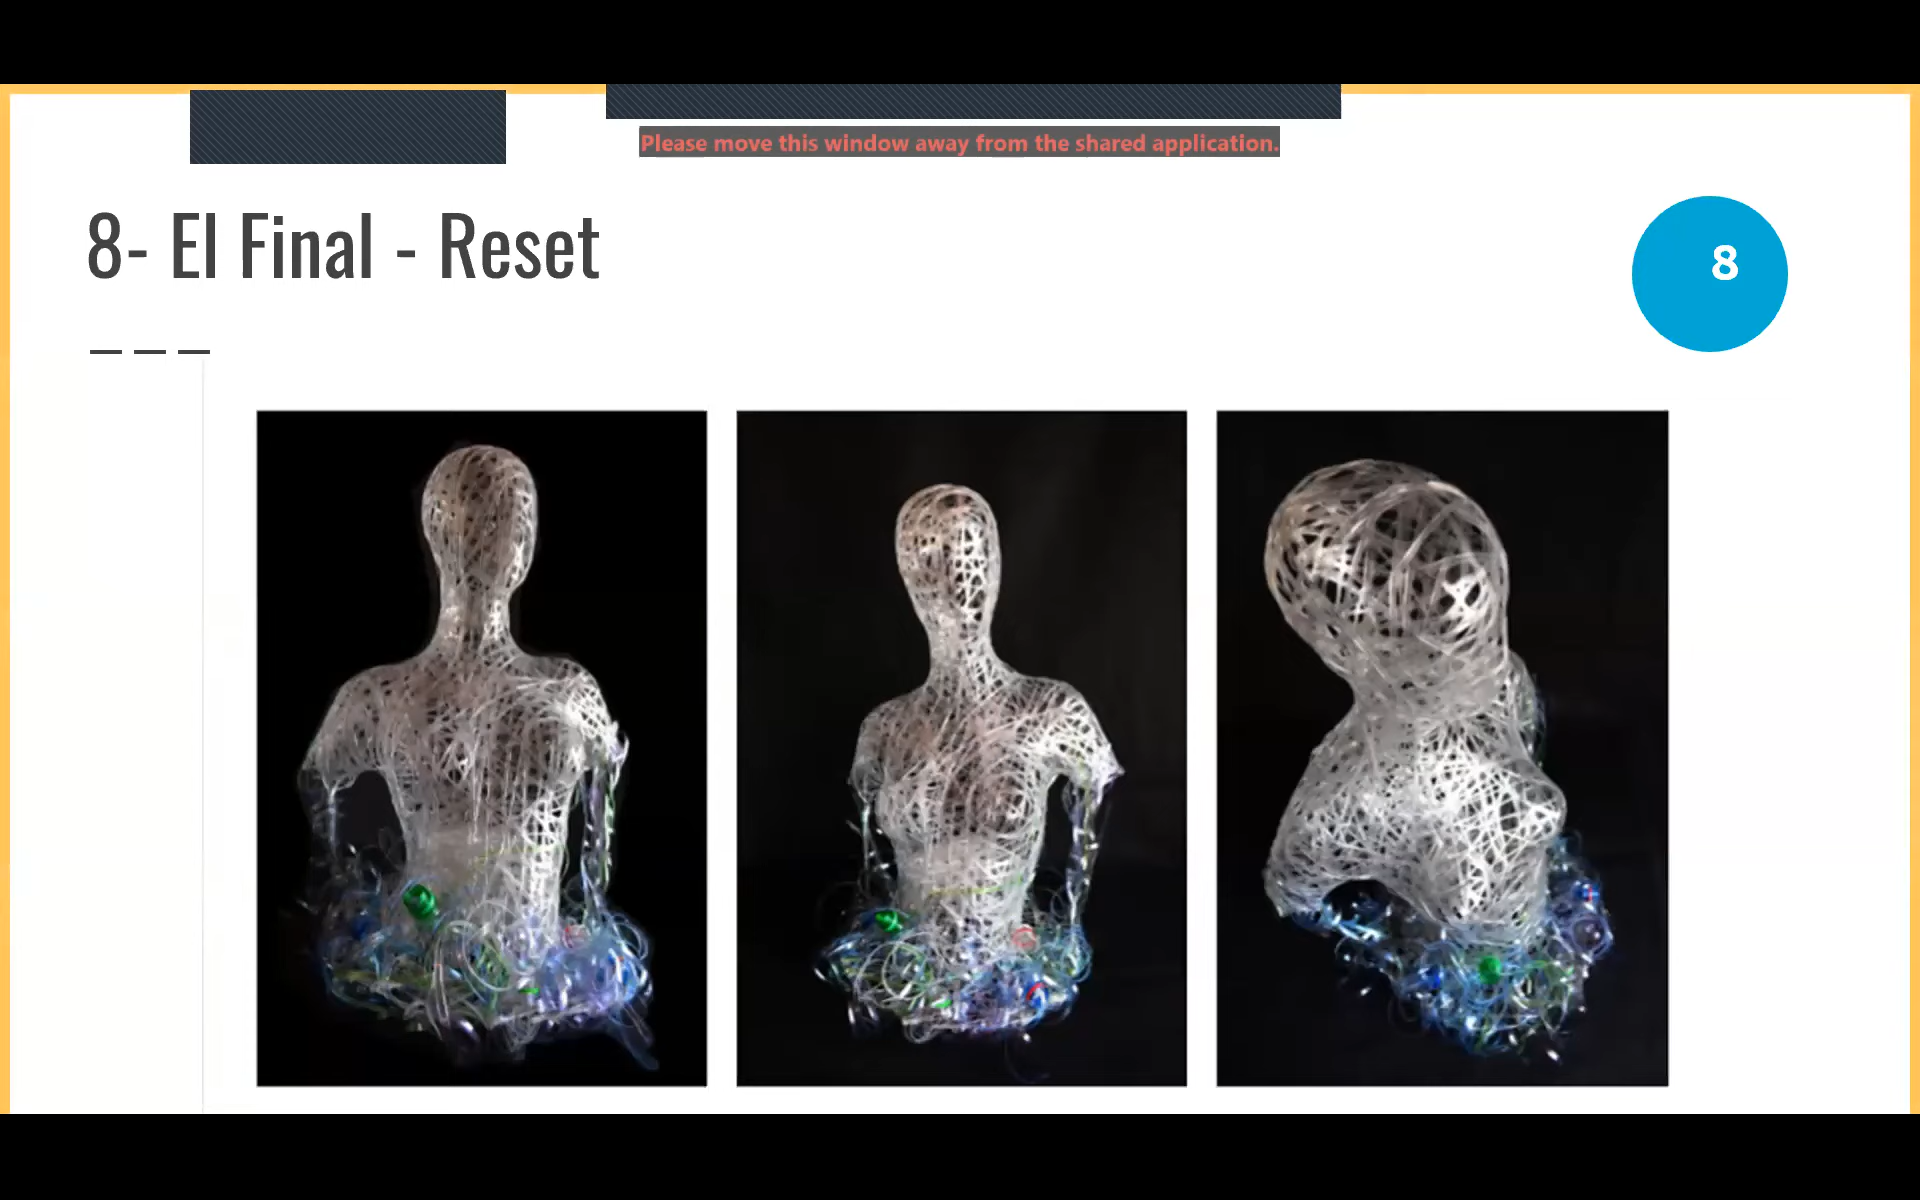 Please move this window away from the shared application.
8- El Final - Reset
8